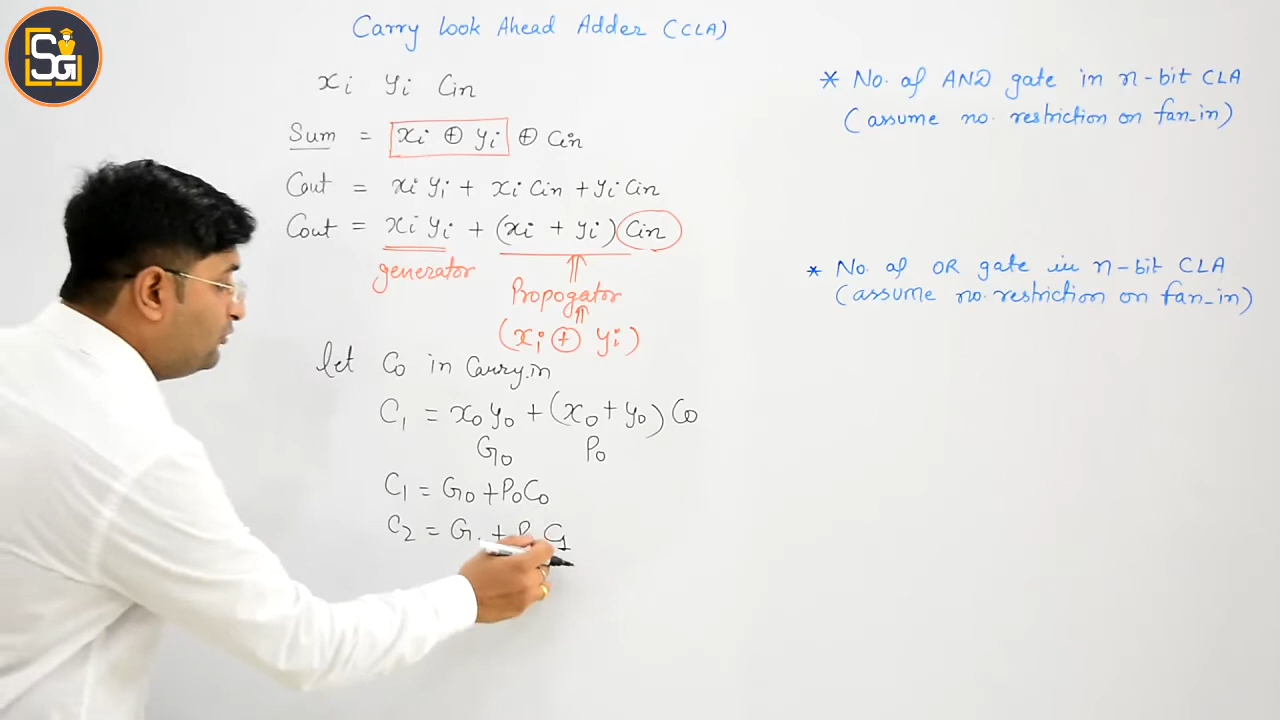 SG
Carry look Ahead Adder (CLA)
xi yi Cin
Sum = xi ⊕ yi ⊕ Cin
Cout = xi yi + xi Cin + yi Cin
Cout = xi yi + (xi + yi) Cin
generator
Propogator
(xi ⊕ yi)
let C0 in Carry.in
C1 = x0 y0 + (x0 + y0) C0
G0 P0
C1 = G0 + P0 C0
C2 = G + P C1
* No. of AND gate in n-bit CLA
(assume no. restriction on fan_in)
* No. of OR gate in n-bit CLA
(assume no. restriction on fan_in)